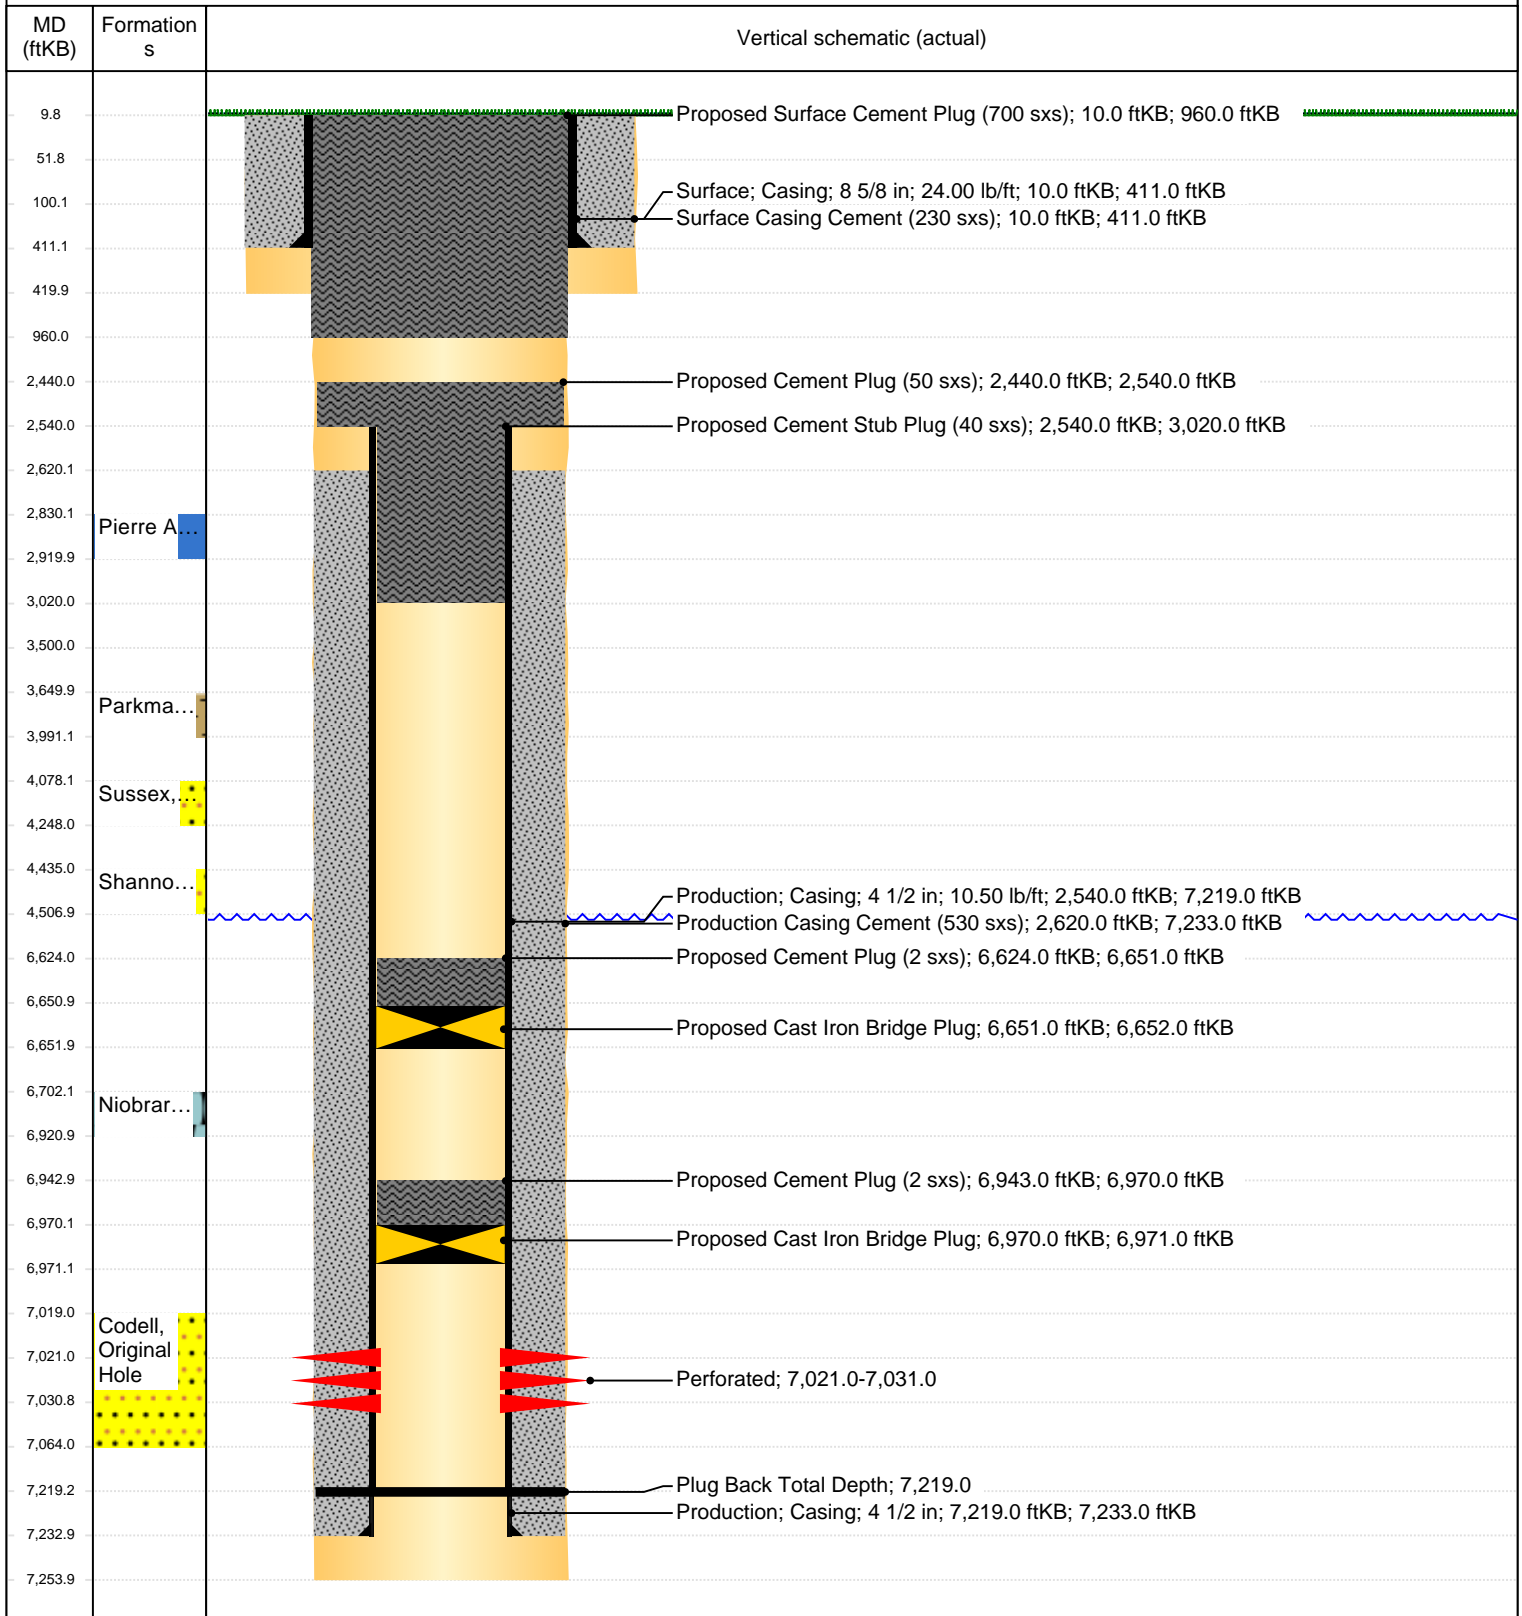 MD
(ftKB)
Formation
s
Vertical schematic (actual)
9.8
Proposed Surface Cement Plug (700 sxs); 10.0 ftKB; 960.0 ftKB
51.8
Surface; Casing; 8 5/8 in; 24.00 lb/ft; 10.0 ftKB; 411.0 ftKB
100.1
Surface Casing Cement (230 sxs); 10.0 ftKB; 411.0 ftKB
411.1
419.9
960.0
2,440.0
Proposed Cement Plug (50 sxs); 2,440.0 ftKB; 2,540.0 ftKB
2,540.0
Proposed Cement Stub Plug (40 sxs); 2,540.0 ftKB; 3,020.0 ftKB
2,620.1
2,830.1
Pierre A...
2,919.9
3,020.0
3,500.0
3,649.9
Parkma...
3,991.1
4,078.1
Sussex,...
4,248.0
4,435.0
Shanno...
Production; Casing; 4 1/2 in; 10.50 lb/ft; 2,540.0 ftKB; 7,219.0 ftKB
4,506.9
Production Casing Cement (530 sxs); 2,620.0 ftKB; 7,233.0 ftKB
6,624.0
Proposed Cement Plug (2 sxs); 6,624.0 ftKB; 6,651.0 ftKB
6,650.9
Proposed Cast Iron Bridge Plug; 6,651.0 ftKB; 6,652.0 ftKB
6,651.9
6,702.1
Niobrar...
6,920.9
6,942.9
Proposed Cement Plug (2 sxs); 6,943.0 ftKB; 6,970.0 ftKB
6,970.1
Proposed Cast Iron Bridge Plug; 6,970.0 ftKB; 6,971.0 ftKB
6,971.1
7,019.0
Codell,
Original
Hole
7,021.0
Perforated; 7,021.0-7,031.0
7,030.8
7,064.0
Plug Back Total Depth; 7,219.0
7,219.2
Production; Casing; 4 1/2 in; 7,219.0 ftKB; 7,233.0 ftKB
7,232.9
7,253.9